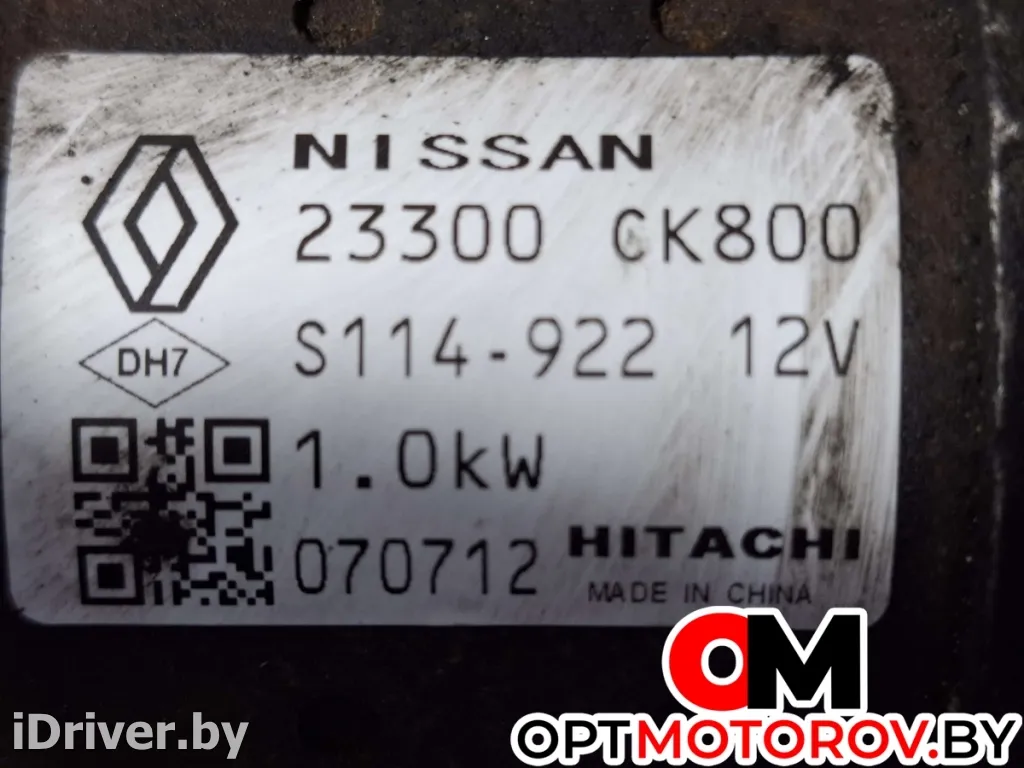 NISSAN
23300 CK800
DH7
S114-922 12V
1.0kW
070712 HITACHI
MADE IN CHINA
OM
OPTMOTOROV.BY
iDriver.by